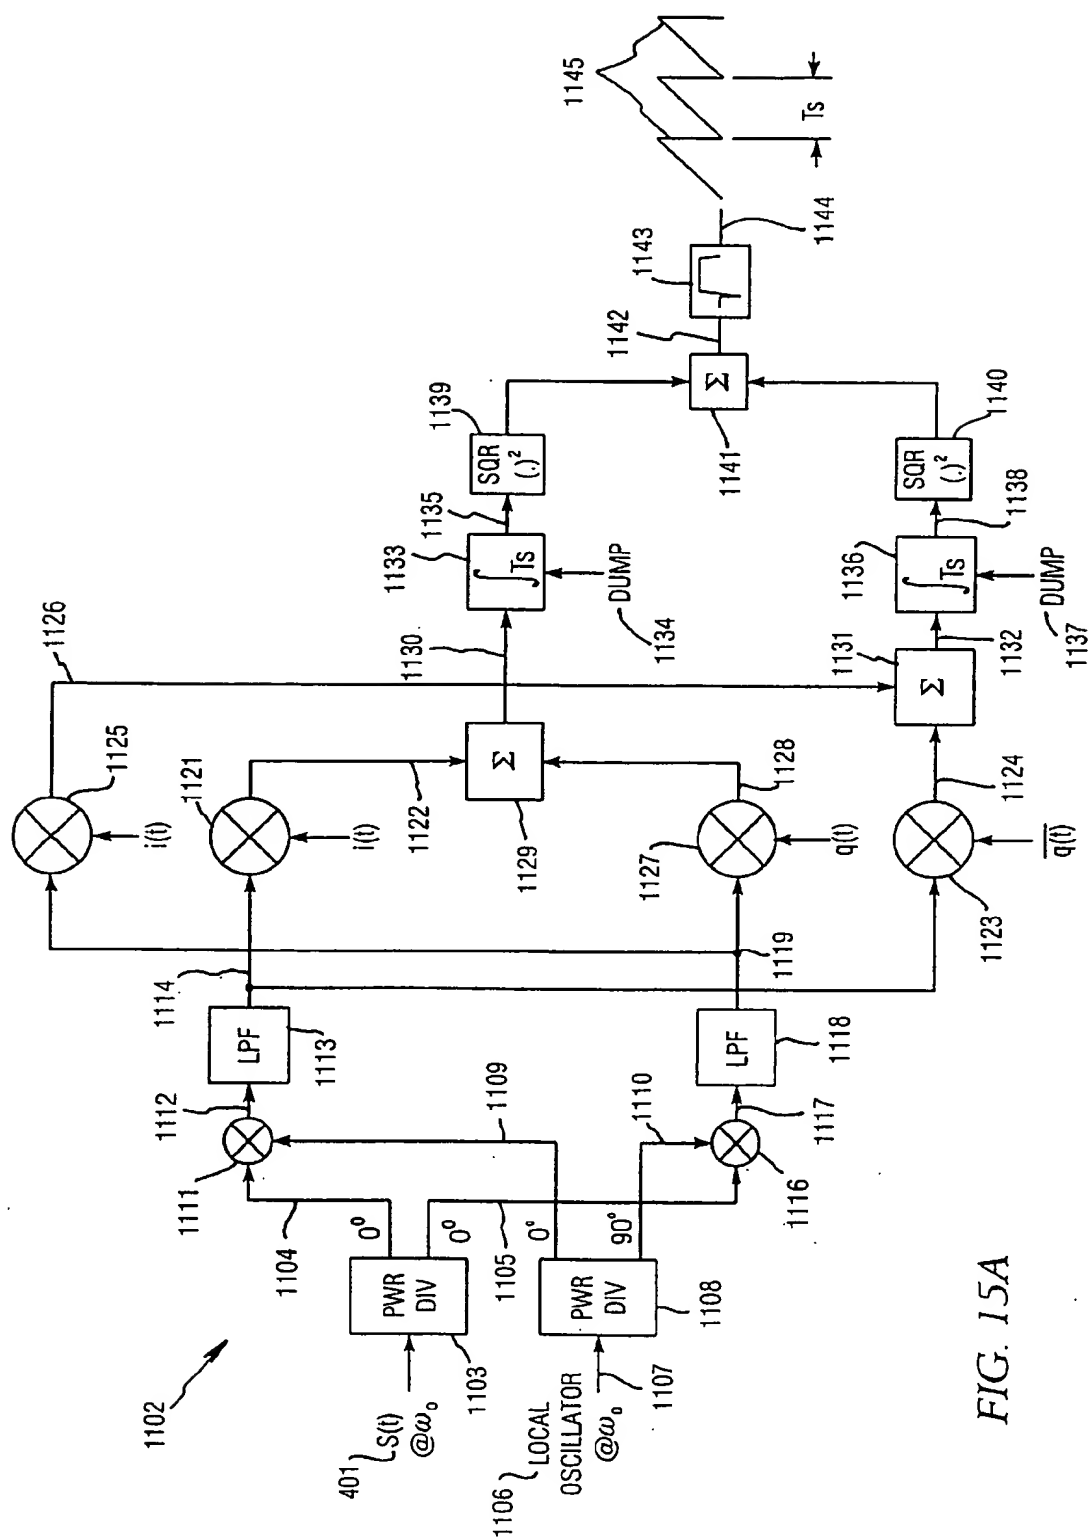 1102
401 S(t)
@ω₀
1103
PWR
DIV
0°
0°
1104
1105
1106 LOCAL
OSCILLATOR
@ω₀
1107
PWR
DIV
1108
0°
90°
1109
1110
1111
1112
LPF
1113
1114
1116
1117
LPF
1118
1119
1121
i(t)
1122
1125
i(t)
1126
1127
q(t)
1128
1123
q(t)
1124
Σ
1129
1130
Σ
1131
1132
∫Ts
1133
DUMP
1134
1135
∫Ts
1136
DUMP
1137
1138
SQR
(.)²
1139
SQR
(.)²
1140
Σ
1141
1142
1143
1144
1145
Ts
FIG. 15A